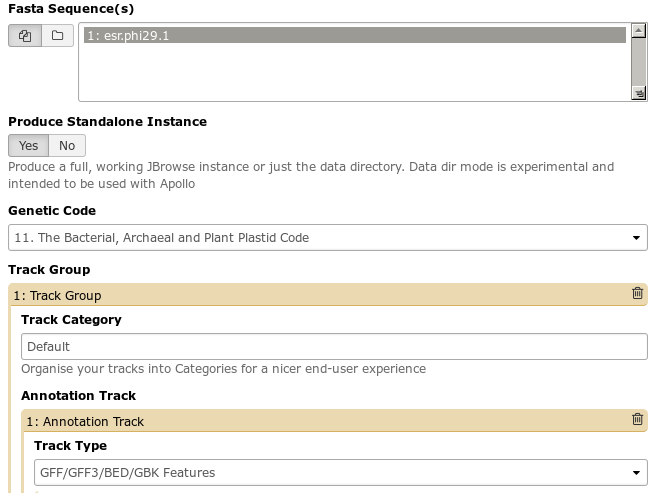 Fasta Sequence(s)
1: esr.phi29.1
Produce Standalone Instance
Yes No
Produce a full, working JBrowse instance or just the data directory. Data dir mode is experimental and
intended to be used with Apollo
Genetic Code
11. The Bacterial, Archaeal and Plant Plastid Code
Track Group
1: Track Group
Track Category
Default
Organise your tracks into Categories for a nicer end-user experience
Annotation Track
1: Annotation Track
Track Type
GFF/GFF3/BED/GBK Features